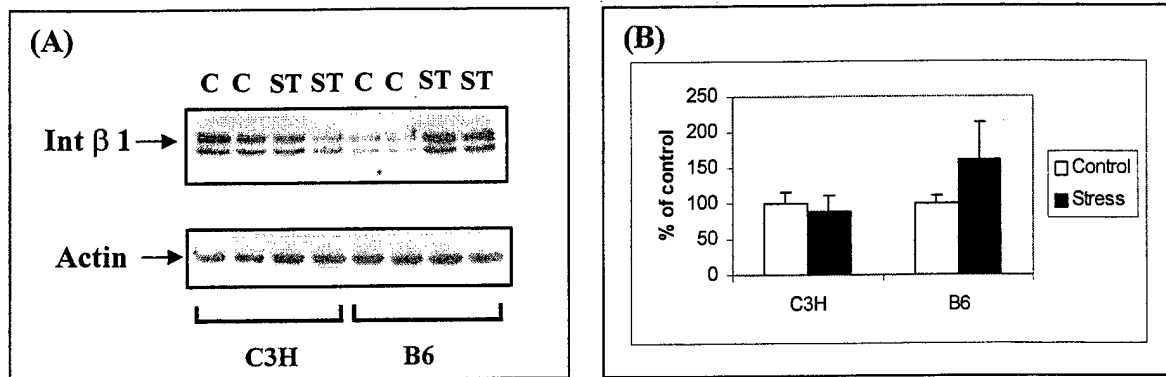 (A)
C C ST ST C C ST ST
Int β 1
Actin
C3H B6
(B)
250
200
150
100
50
0
% of control
C3H B6
Control
Stress